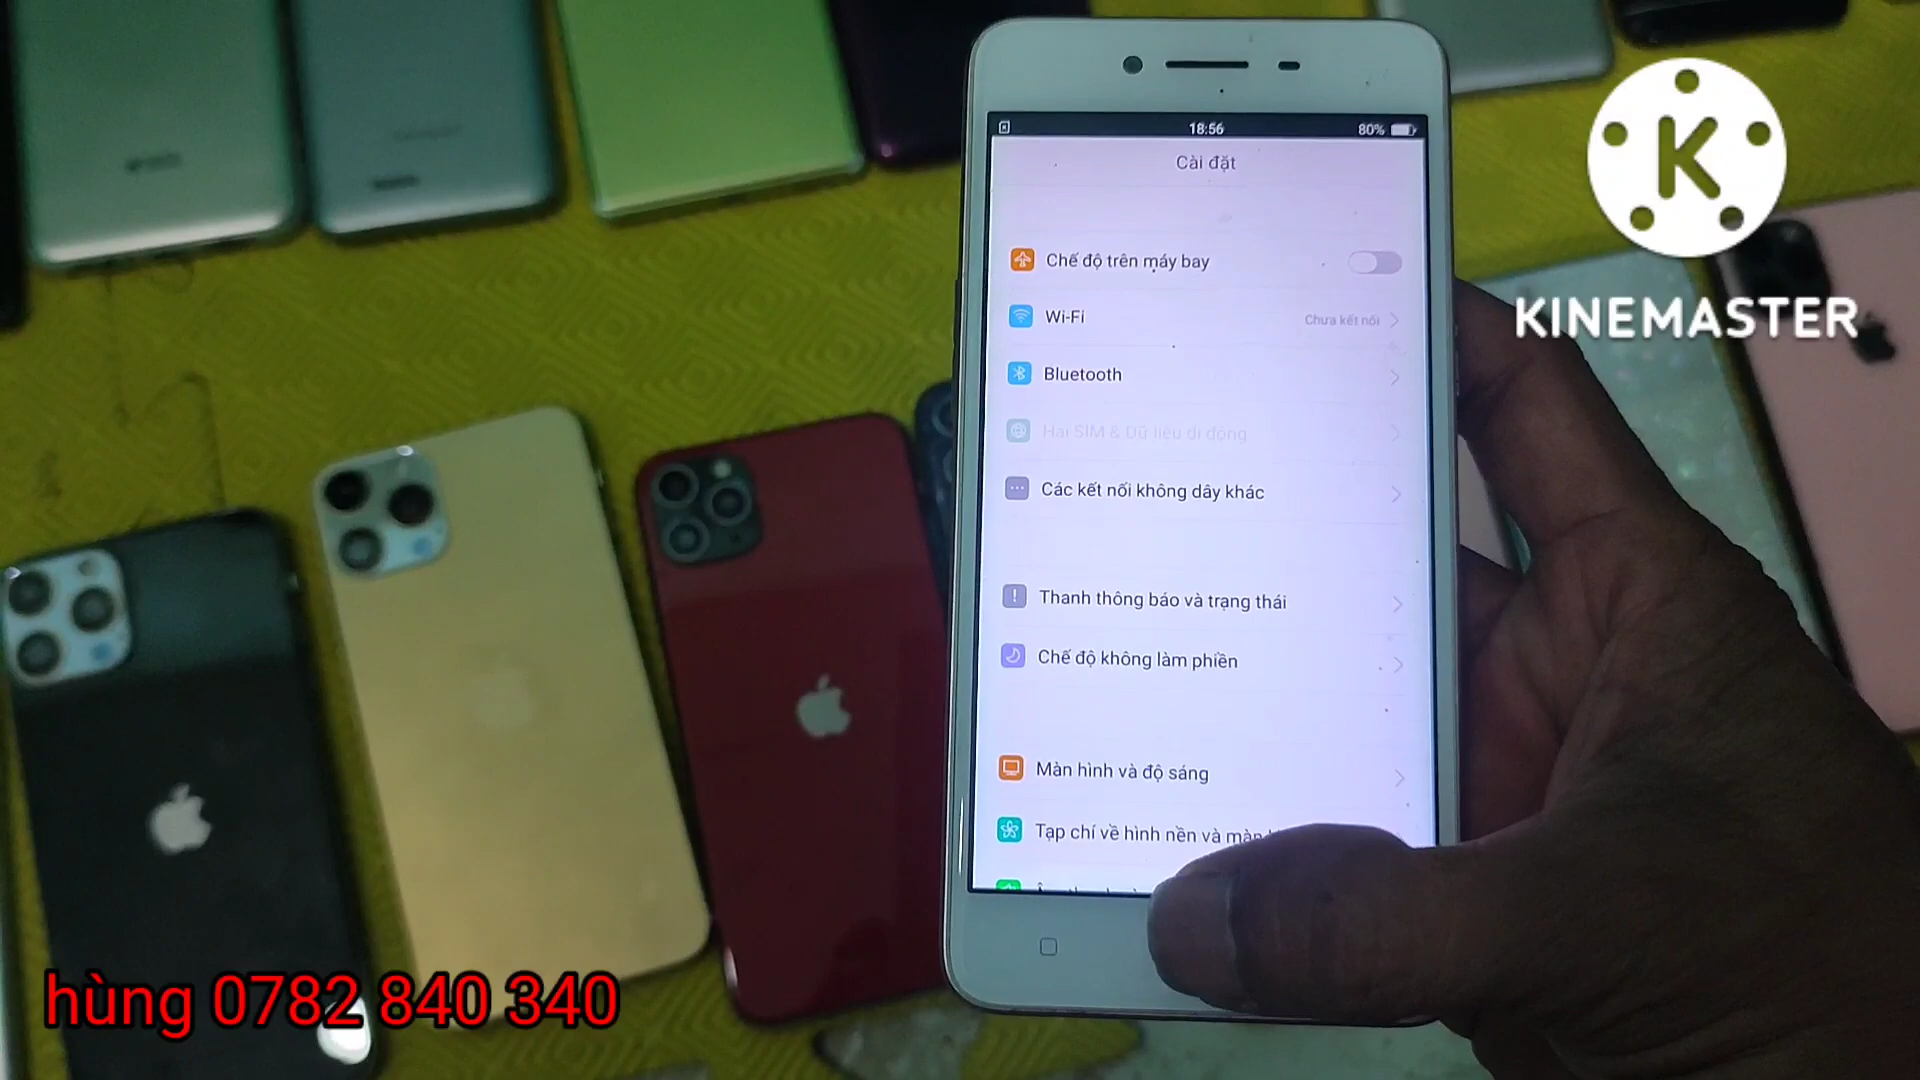 18:56
80%
Cài đặt
Chế độ trên máy bay
Wi-Fi
Chưa kết nối
Bluetooth
Hai SIM & Dữ liệu di động
Các kết nối không dây khác
Thanh thông báo và trạng thái
Chế độ không làm phiền
Màn hình và độ sáng
Tạp chí về hình nền và màn
K
KINEMASTER
hùng 0782 840 340